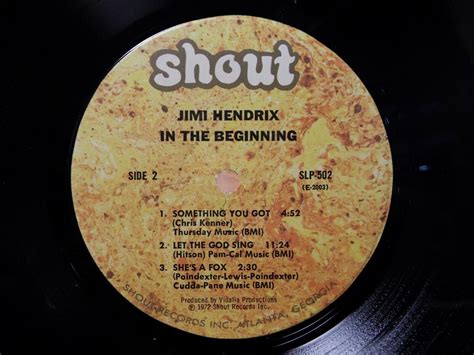 shout
JIMI HENDRIX
IN THE BEGINNING
SIDE 2
SLP-502
(E-2003)
1. SOMETHING YOU GOT 4:52
(Chris Kenner)
Thursday Music (BMI)
2. LET THE GOD SING 11:24
(Hitson) Pam-Cal Music (BMI)
3. SHE'S A FOX 2:30
(Poindexter-Lewis-Poindexter)
Cudda-Pane Music (BMI)
Produced by Vidalia Productions
℗ 1972 Shout Records Inc.
SHOUT RECORDS INC. ATLANTA, GEORGIA